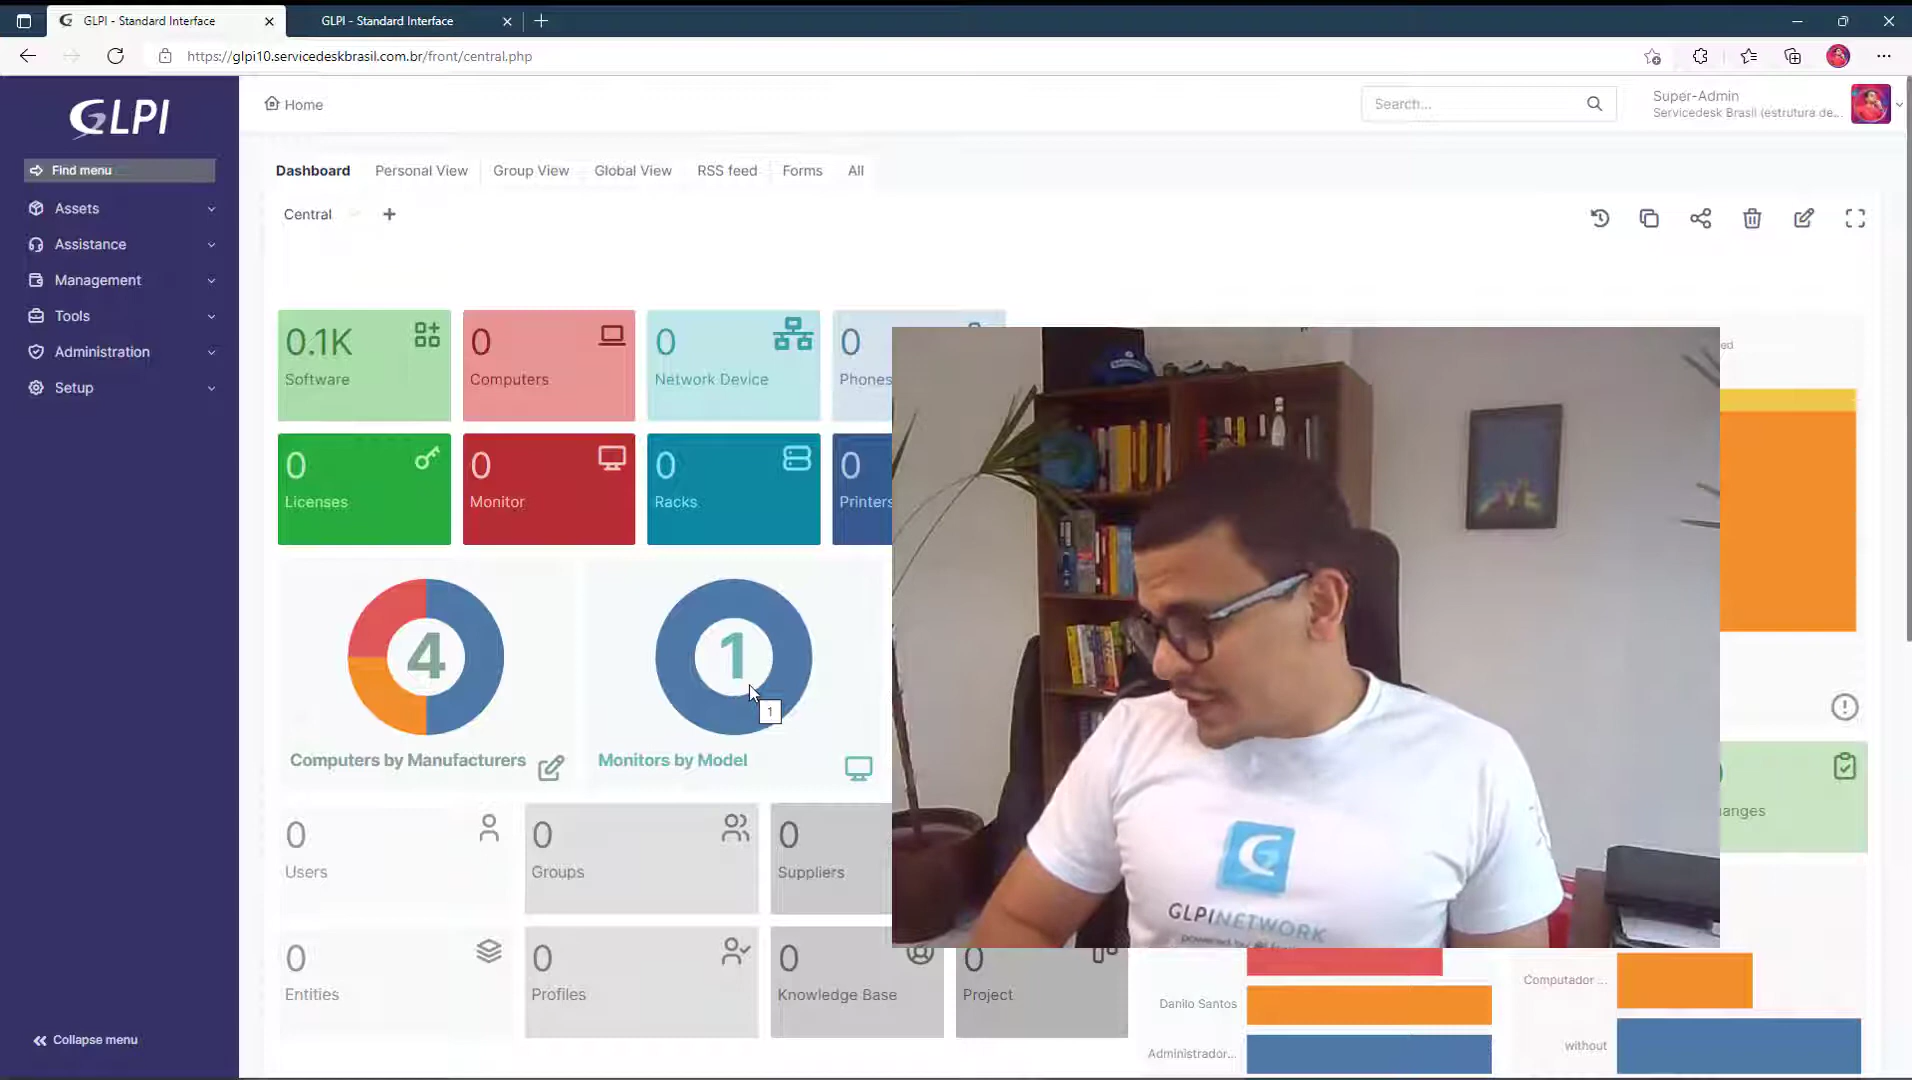 GLPI - Standard Interface
GLPI - Standard Interface
https://glpi10.servicedeskbrasil.com.br/front/central.php
GLPI
Home
Search...
Super-Admin
Servicedesk Brasil (estrutura de...
Find menu
Assets
Assistance
Management
Tools
Administration
Setup
Collapse menu
Dashboard
Personal View
Group View
Global View
RSS feed
Forms
All
Central
0.1K
Software
0
Computers
0
Network Device
0
Phones
0
Licenses
0
Monitor
0
Racks
0
Printers
4
Computers by Manufacturers
1
1
Monitors by Model
0
Users
0
Groups
0
Suppliers
0
Entities
0
Profiles
0
Knowledge Base
0
Project
ed
anges
Danilo Santos
Administrador...
Computador ...
without
GLPINETWORK
powered by